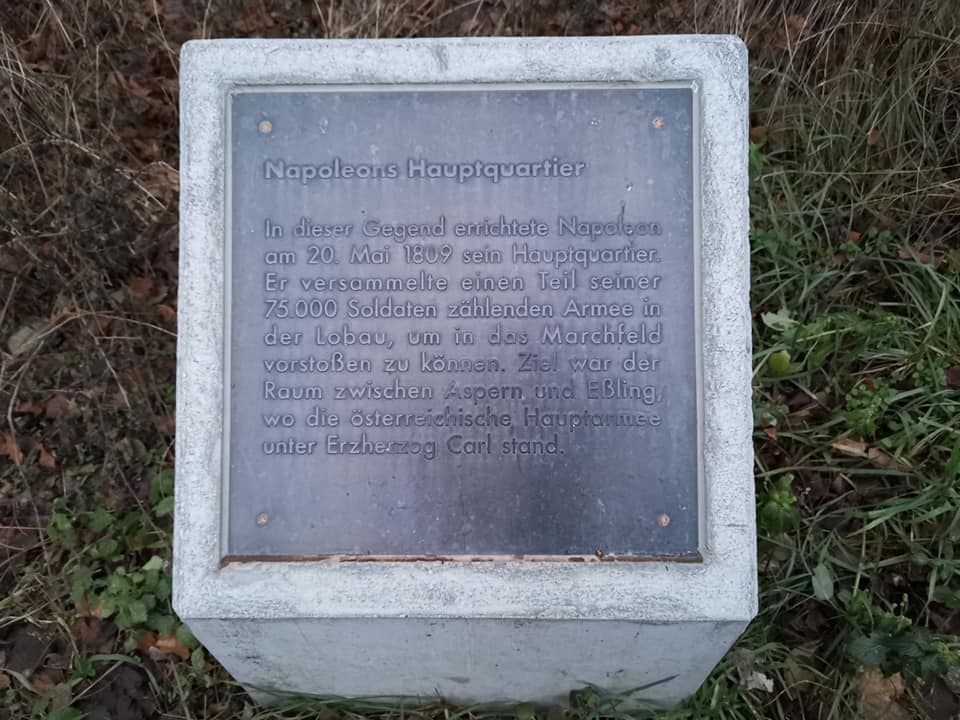 Napoleons Hauptquartier
In dieser Gegend errichtete Napoleon
am 20. Mai 1809 sein Hauptquartier.
Er versammelte einen Teil seiner
75.000 Soldaten zählenden Armee in
der Lobau, um in das Marchfeld
vorstoßen zu können. Ziel war der
Raum zwischen Aspern und Eßling,
wo die österreichische Hauptarmee
unter Erzherzog Carl stand.